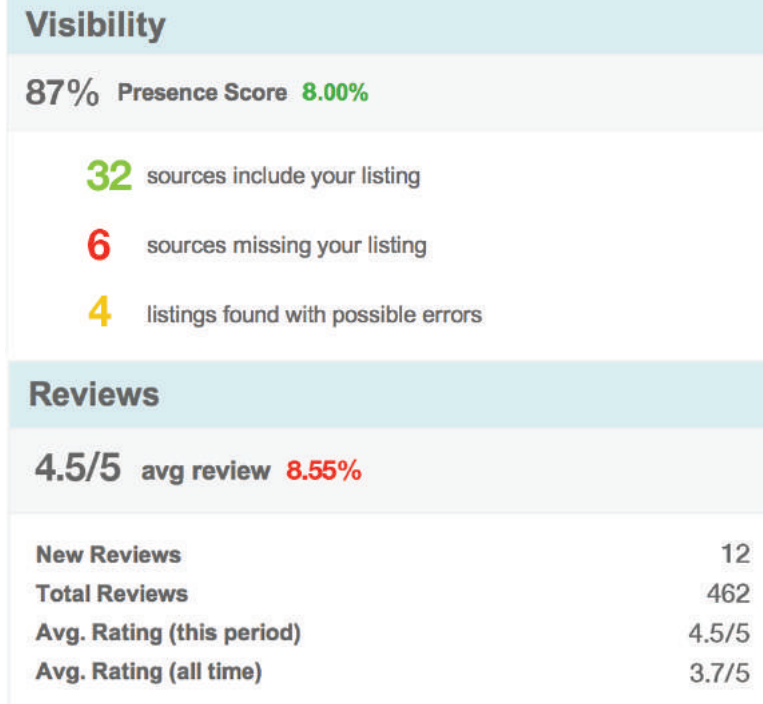 Visibility
87% Presence Score 8.00%
32 sources include your listing
6 sources missing your listing
4 listings found with possible errors
Reviews
4.5/5 avg review 8.55%
New Reviews 12
Total Reviews 462
Avg. Rating (this period) 4.5/5
Avg. Rating (all time) 3.7/5